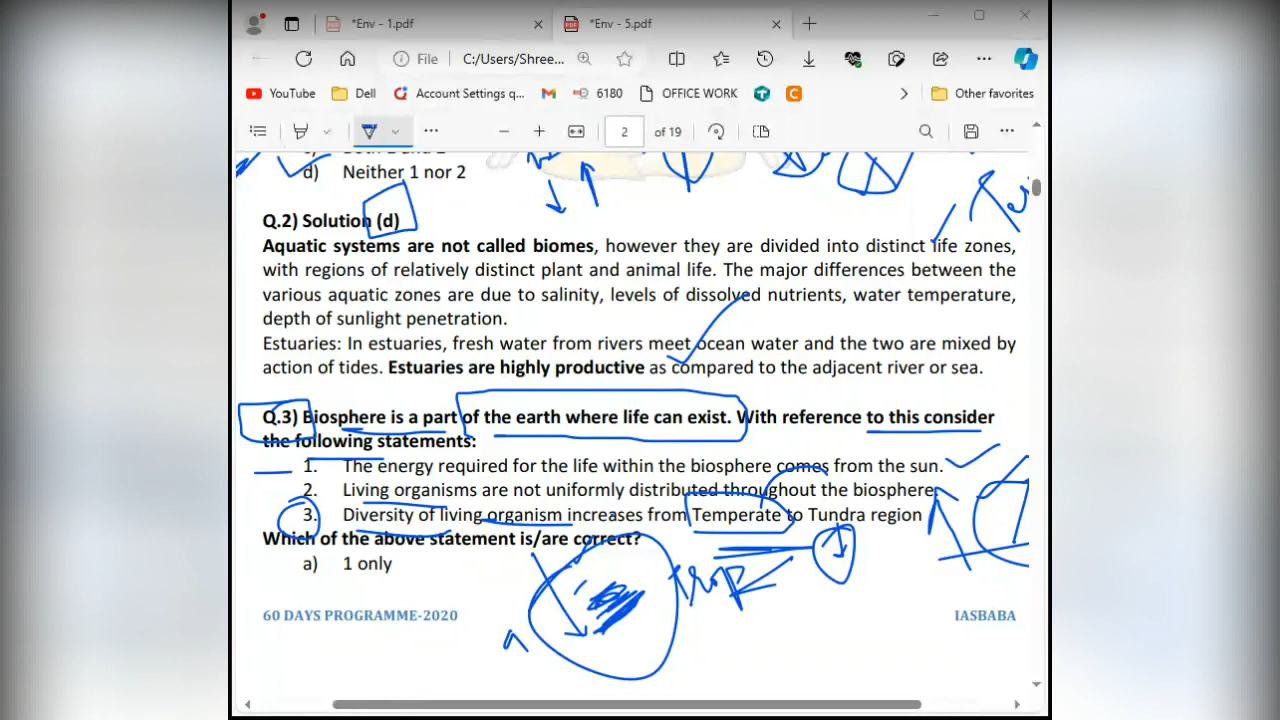 *Env - 1.pdf
*Env - 5.pdf
File
C:/Users/Shree...
YouTube
Dell
Account Settings q...
6180
OFFICE WORK
Other favorites
2 of 19
d) Neither 1 nor 2
Q.2) Solution (d)
Aquatic systems are not called biomes, however they are divided into distinct life zones,
with regions of relatively distinct plant and animal life. The major differences between the
various aquatic zones are due to salinity, levels of dissolved nutrients, water temperature,
depth of sunlight penetration.
Estuaries: In estuaries, fresh water from rivers meet ocean water and the two are mixed by
action of tides. Estuaries are highly productive as compared to the adjacent river or sea.
Q.3) Biosphere is a part of the earth where life can exist. With reference to this consider
the following statements:
1. The energy required for the life within the biosphere comes from the sun.
2. Living organisms are not uniformly distributed throughout the biosphere.
3. Diversity of living organism increases from Temperate to Tundra region
Which of the above statement is/are correct?
a) 1 only
60 DAYS PROGRAMME-2020
IASBABA